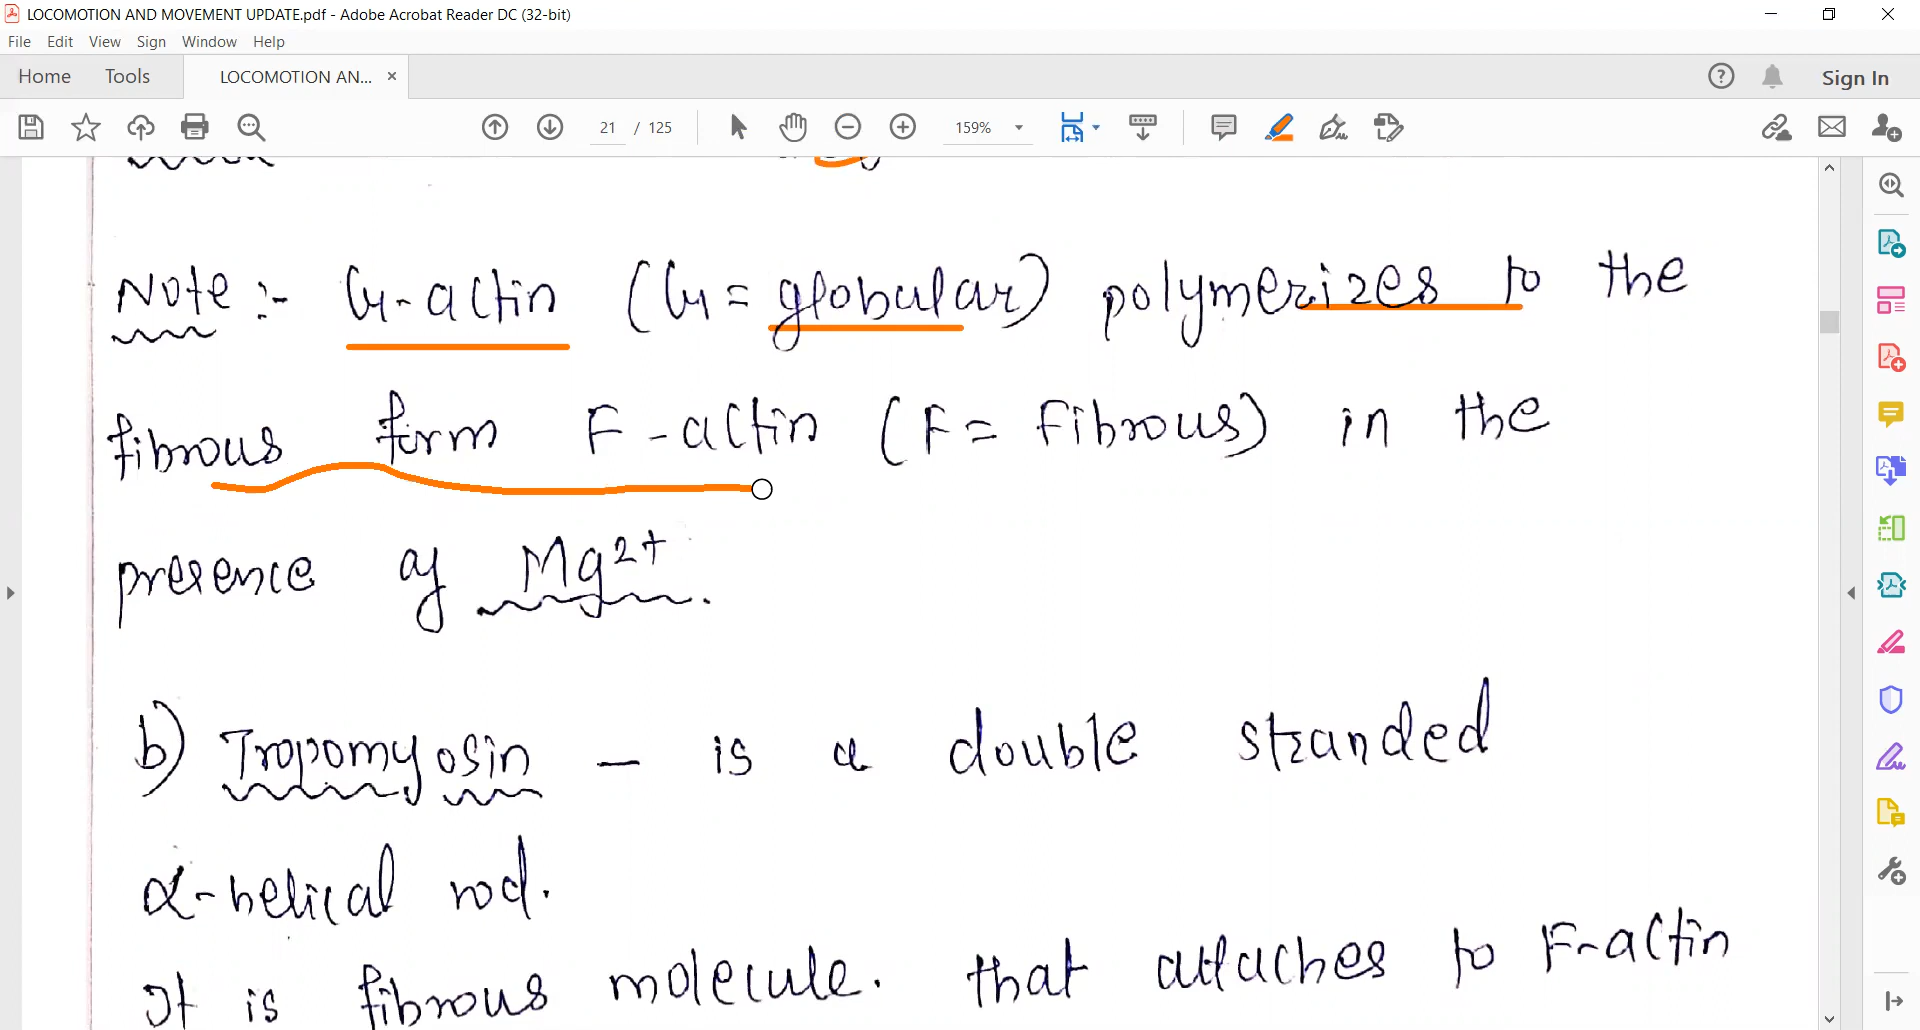 LOCOMOTION AND MOVEMENT UPDATE.pdf - Adobe Acrobat Reader DC (32-bit)
File Edit View Sign Window Help
Home Tools LOCOMOTION AN... × Sign In
21 / 125 159%
Note :- G-actin (G = globular) polymerizes to the
fibrous form F-actin (F = Fibrous) in the
presence of Mg2+.
b) Tropomyosin - is a double stranded
α-helical rod.
It is fibrous molecule. that attaches to F-actin